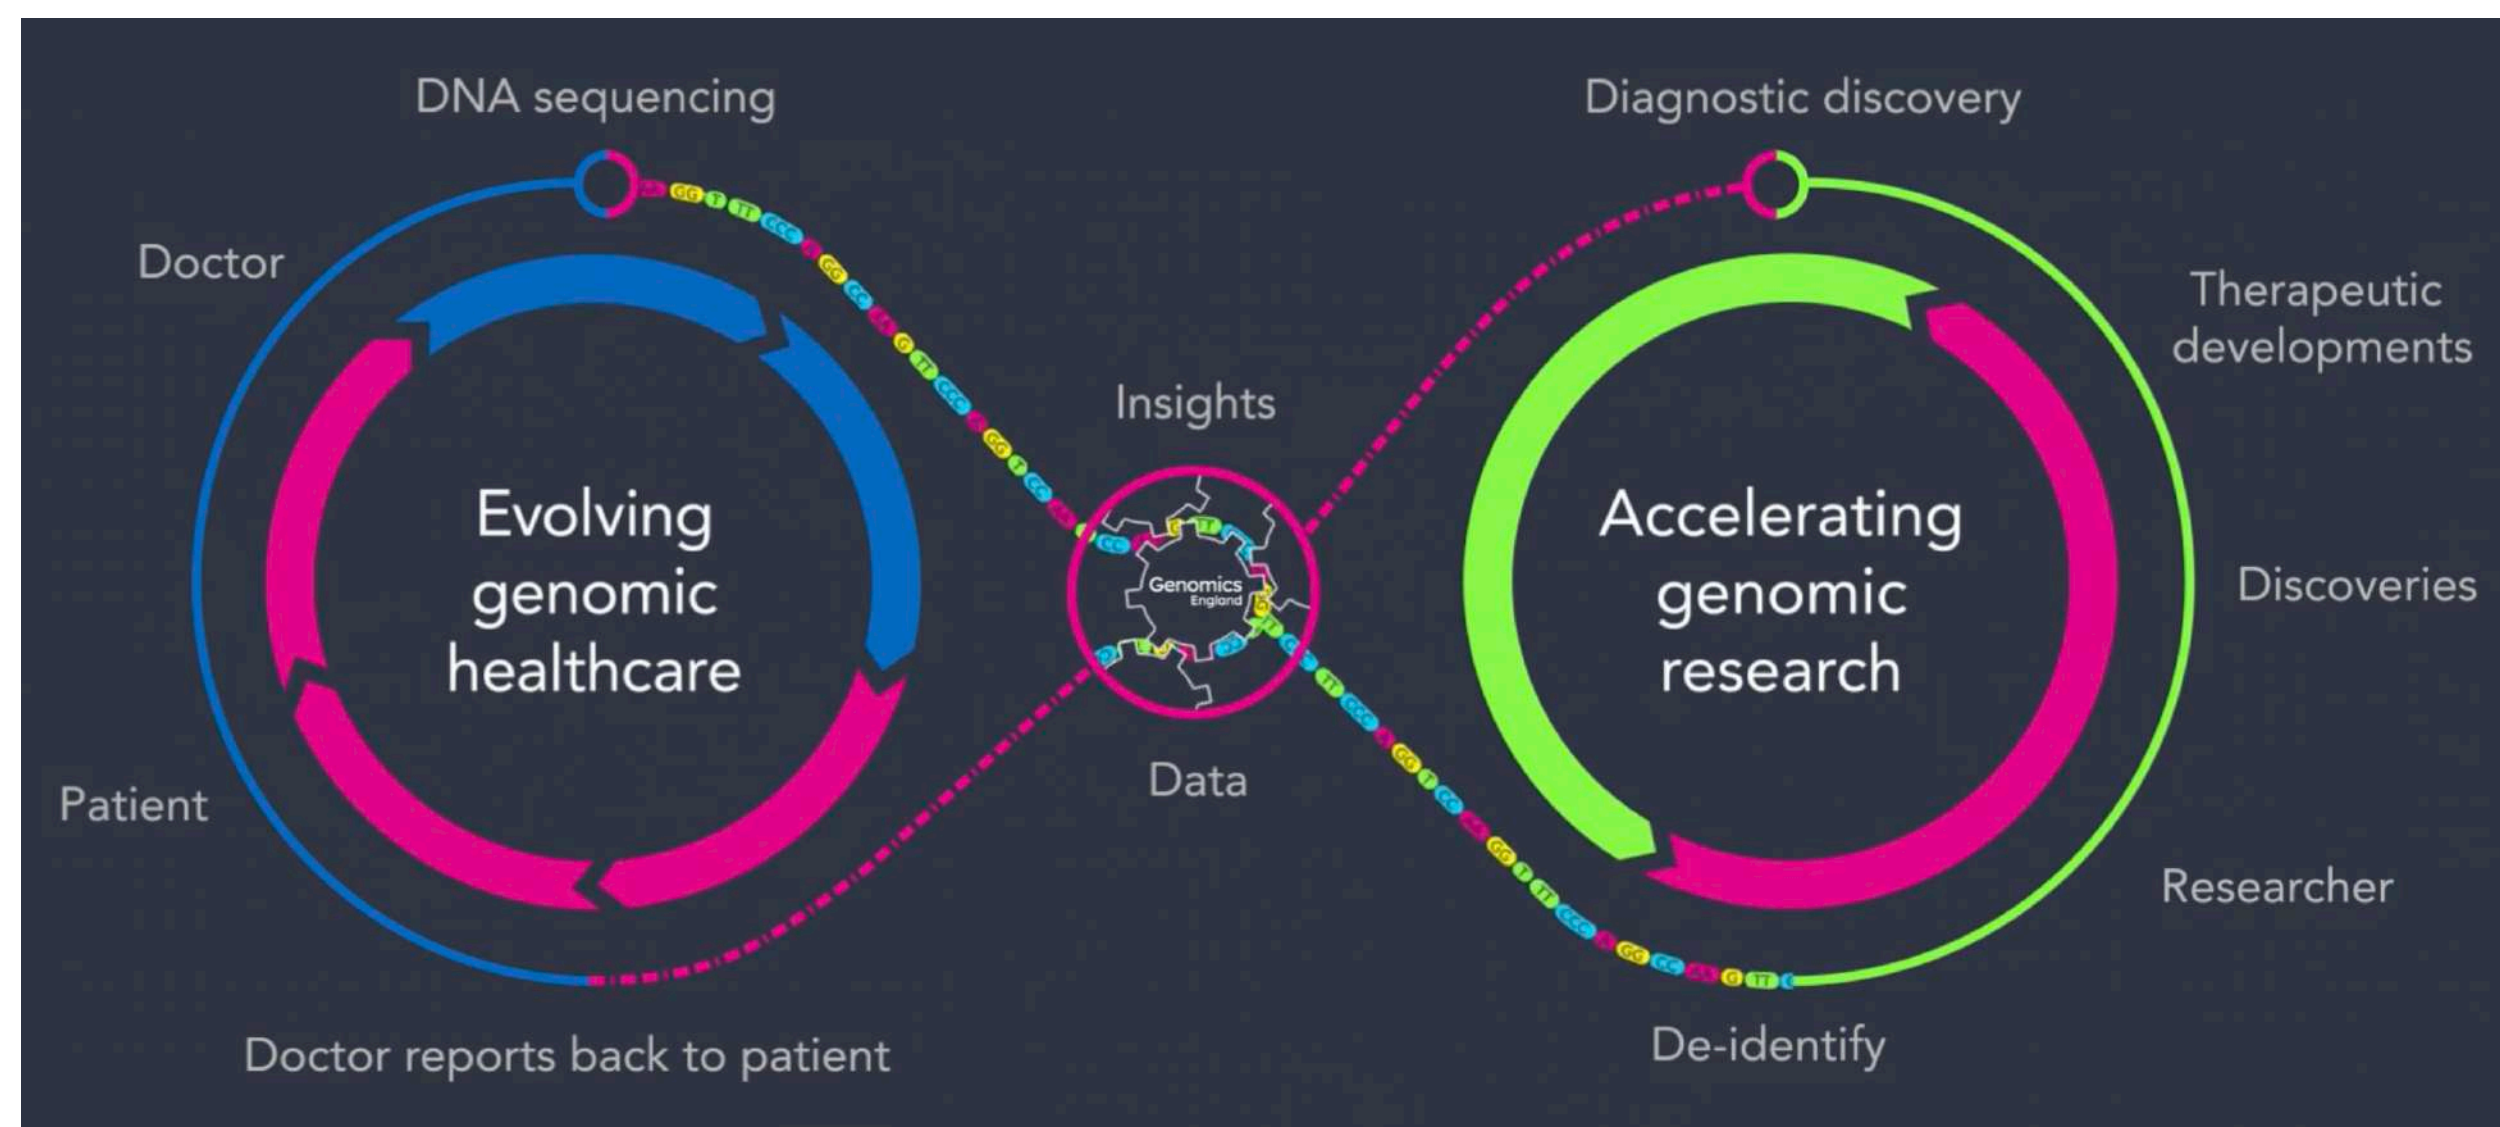 DNA sequencing
Diagnostic discovery
Doctor
Therapeutic
developments
Insights
Evolving
genomic
healthcare
Genomics
England
Accelerating
genomic
research
Discoveries
Patient
Data
Researcher
Doctor reports back to patient
De-identify